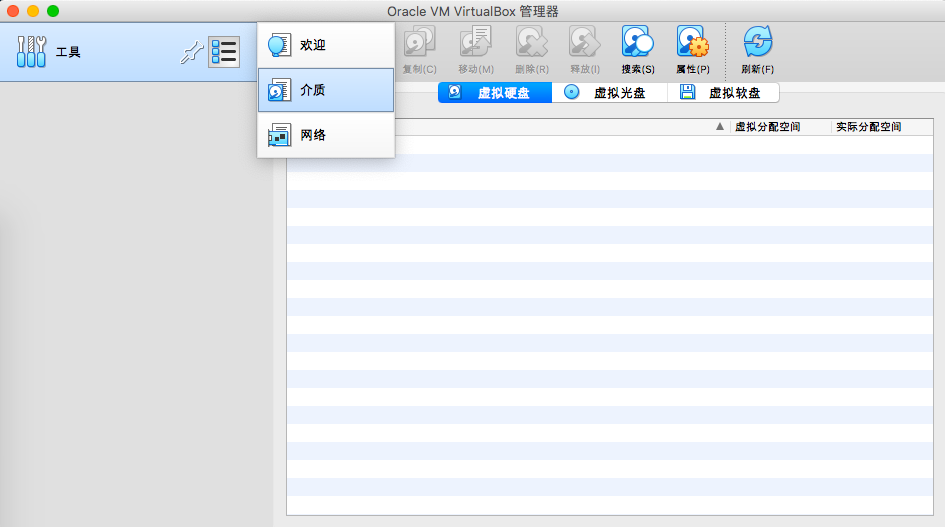 Oracle VM VirtualBox 管理器
工具
欢迎
介质
网络
复制(C)
移动(M)
删除(R)
释放(I)
搜索(S)
属性(P)
刷新(F)
虚拟硬盘
虚拟光盘
虚拟软盘
虚拟分配空间
实际分配空间